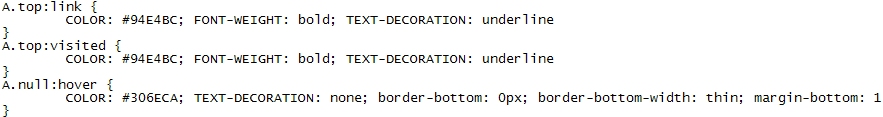 A.top:link {
COLOR: #94E4BC; FONT-WEIGHT: bold; TEXT-DECORATION: underline
}
A.top:visited {
COLOR: #94E4BC; FONT-WEIGHT: bold; TEXT-DECORATION: underline
}
A.null:hover {
COLOR: #306ECA; TEXT-DECORATION: none; border-bottom: 0px; border-bottom-width: thin; margin-bottom: 1
}